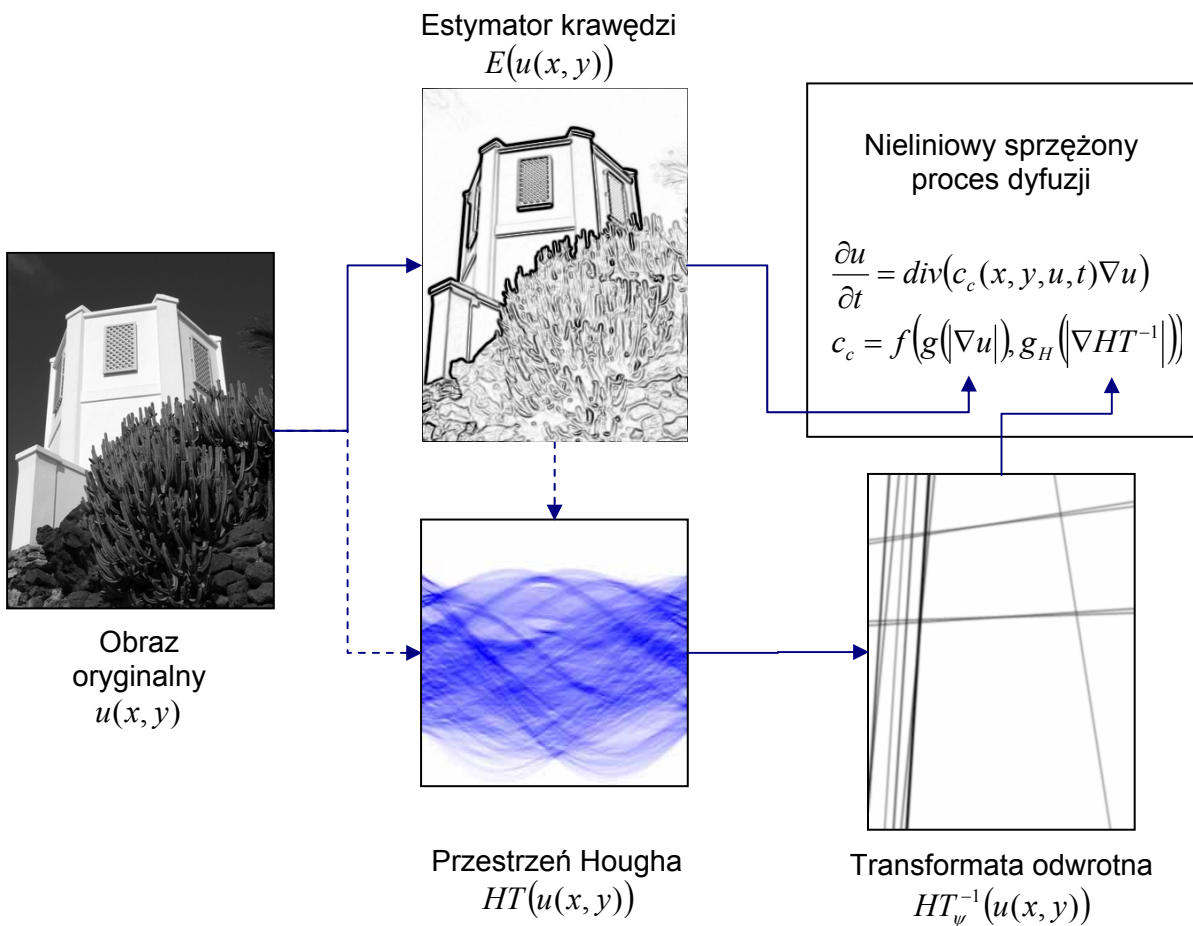 Estymator krawędzi
E(u(x, y))
Nieliniowy sprzężony
proces dyfuzji
∂u/∂t = div(c_c(x, y, u, t)∇u)
c_c = f(g(|∇u|), g_H(|∇HT⁻¹|))
Obraz
oryginalny
u(x, y)
Przestrzeń Hougha
HT(u(x, y))
Transformata odwrotna
HT_ψ⁻¹(u(x, y))